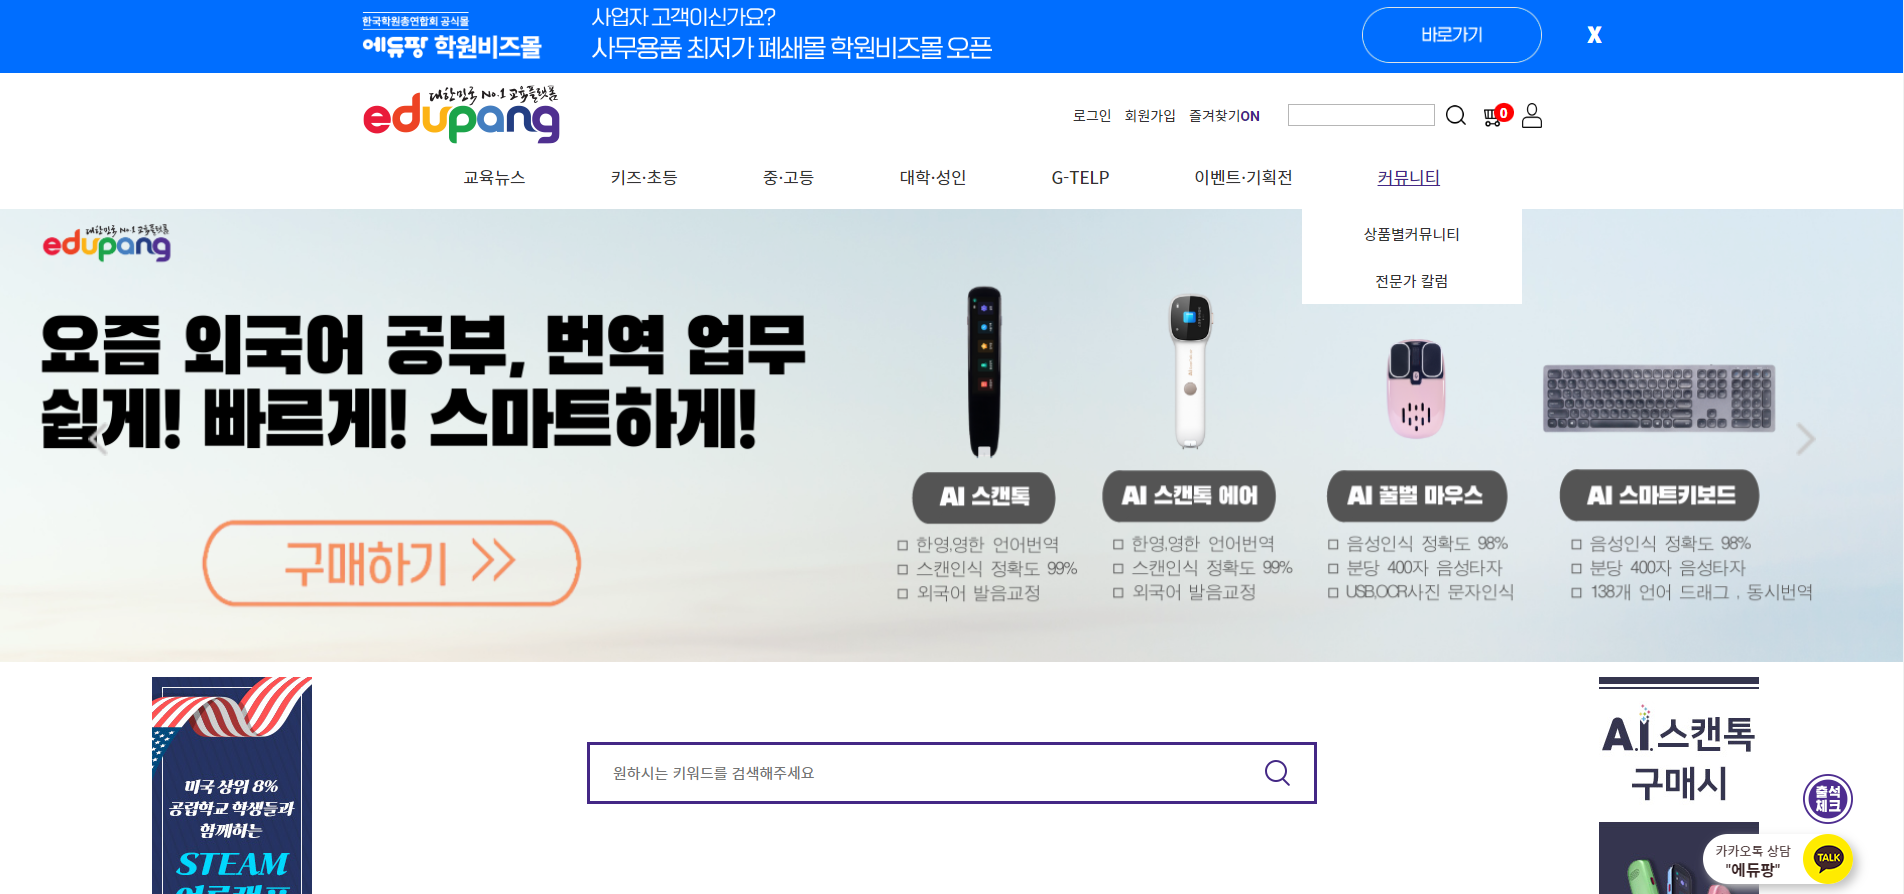 한국학원총연합회 공식몰
에듀팡 학원비즈몰
사업자 고객이신가요?
사무용품 최저가 폐쇄몰 학원비즈몰 오픈
바로가기
X
대한민국 No.1 교육플랫폼
edupang
로그인 회원가입 즐겨찾기ON
0
교육뉴스 키즈·초등 중·고등 대학·성인 G-TELP 이벤트·기획전 커뮤니티
상품별커뮤니티
전문가 칼럼
대한민국 No.1 교육플랫폼
edupang
요즘 외국어 공부, 번역 업무
쉽게! 빠르게! 스마트하게!
구매하기
AI 스캔톡
한영,영한 언어번역
스캔인식 정확도 99%
외국어 발음교정
AI 스캔톡 에어
한영,영한 언어번역
스캔인식 정확도 99%
외국어 발음교정
AI 꿀벌 마우스
음성인식 정확도 98%
분당 400자 음성타자
USB,OCR사진 문자인식
AI 스마트키보드
음성인식 정확도 98%
분당 400자 음성타자
138개 언어 드래그 , 동시번역
미국 상위 8%
공립학교 학생들과
함께하는
STEAM
원하시는 키워드를 검색해주세요
A.I.스캔톡
구매시
출석
체크
카카오톡 상담
"에듀팡"
TALK